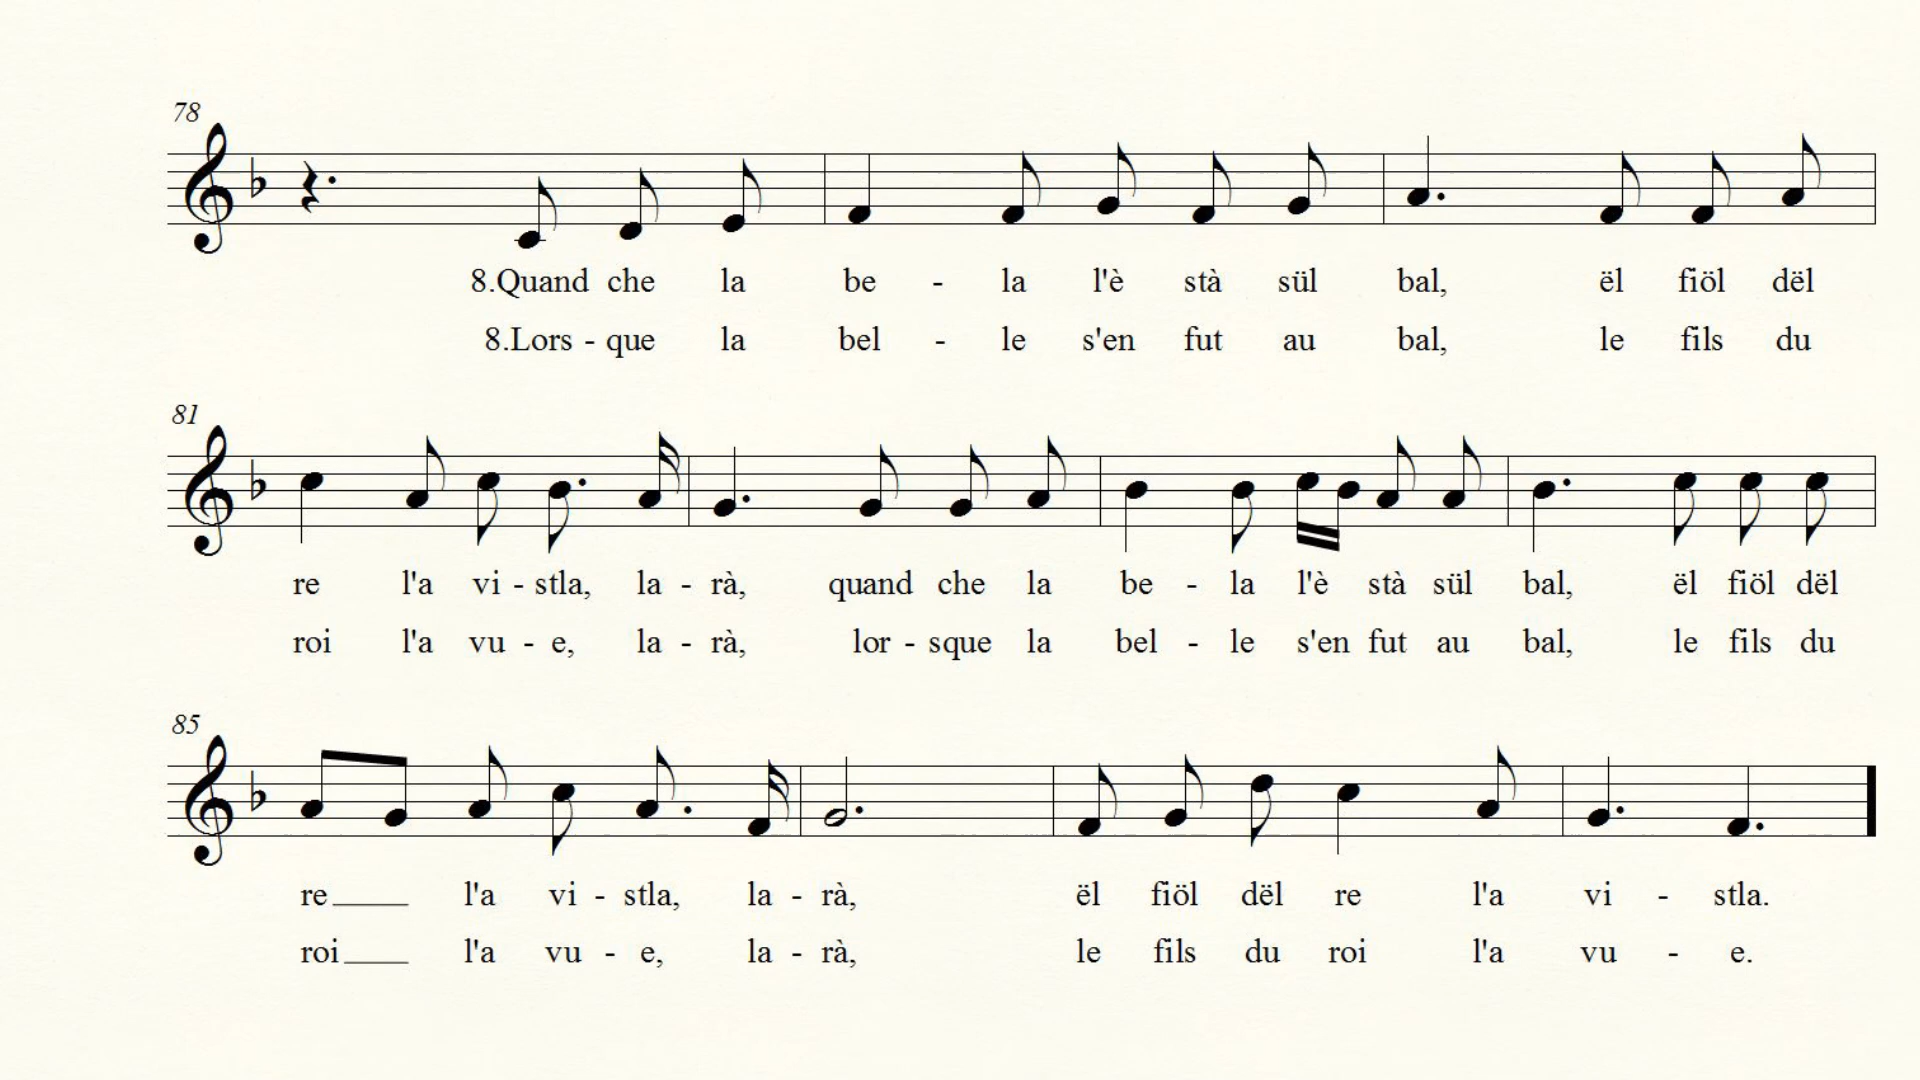 78
8.Quand che la be - la l'è stà sül bal, ël fiöl dël
8.Lors - que la bel - le s'en fut au bal, le fils du
81
re l'a vi - stla, la - rà, quand che la be - la l'è stà sül bal, ël fiöl dël
roi l'a vu - e, la - rà, lor - sque la bel - le s'en fut au bal, le fils du
85
re l'a vi - stla, la - rà, ël fiöl dël re l'a vi - stla.
roi l'a vu - e, la - rà, le fils du roi l'a vu - e.